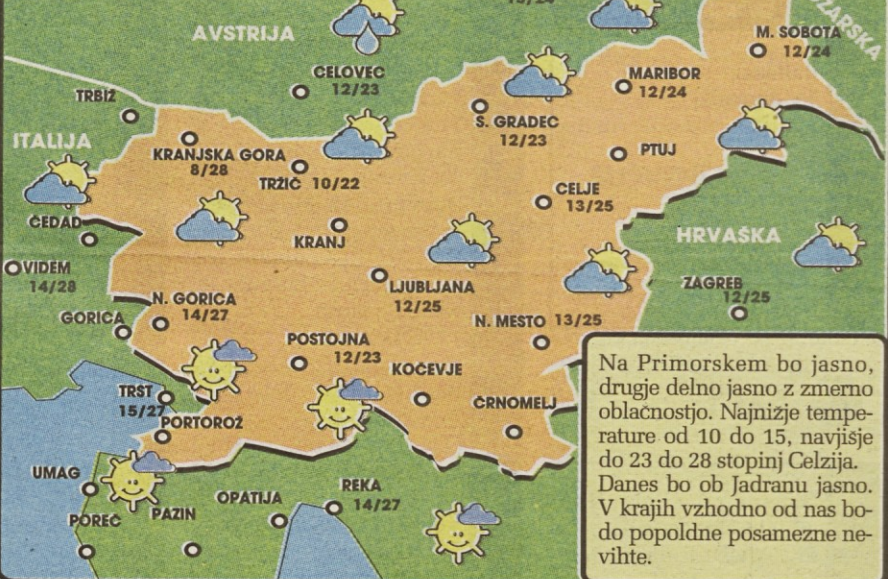 13/24
AVSTRIJA
M. SOBOTA
12/24
CELOVEC
12/23
MARIBOR
12/24
TRBIŽ
S. GRADEC
12/23
ITALIJA
KRANJSKA GORA
8/28
PTUJ
TRŽIČ 10/22
CELJE
13/25
ČEDAD
KRANJ
HRVAŠKA
VIDEM
14/28
LJUBLJANA
12/25
ZAGREB
12/25
N. GORICA
14/27
GORICA
N. MESTO 13/25
POSTOJNA
12/23
KOČEVJE
TRST
15/27
ČRNOMELJ
PORTOROŽ
UMAG
REKA
14/27
OPATIJA
POREČ
PAZIN
Na Primorskem bo jasno,
drugje delno jasno z zmerno
oblačnostjo. Najnižje tempe-
rature od 10 do 15, navjišje
do 23 do 28 stopinj Celzija.
Danes bo ob Jadranu jasno.
V krajih vzhodno od nas bo-
do popoldne posamezne ne-
vihte.